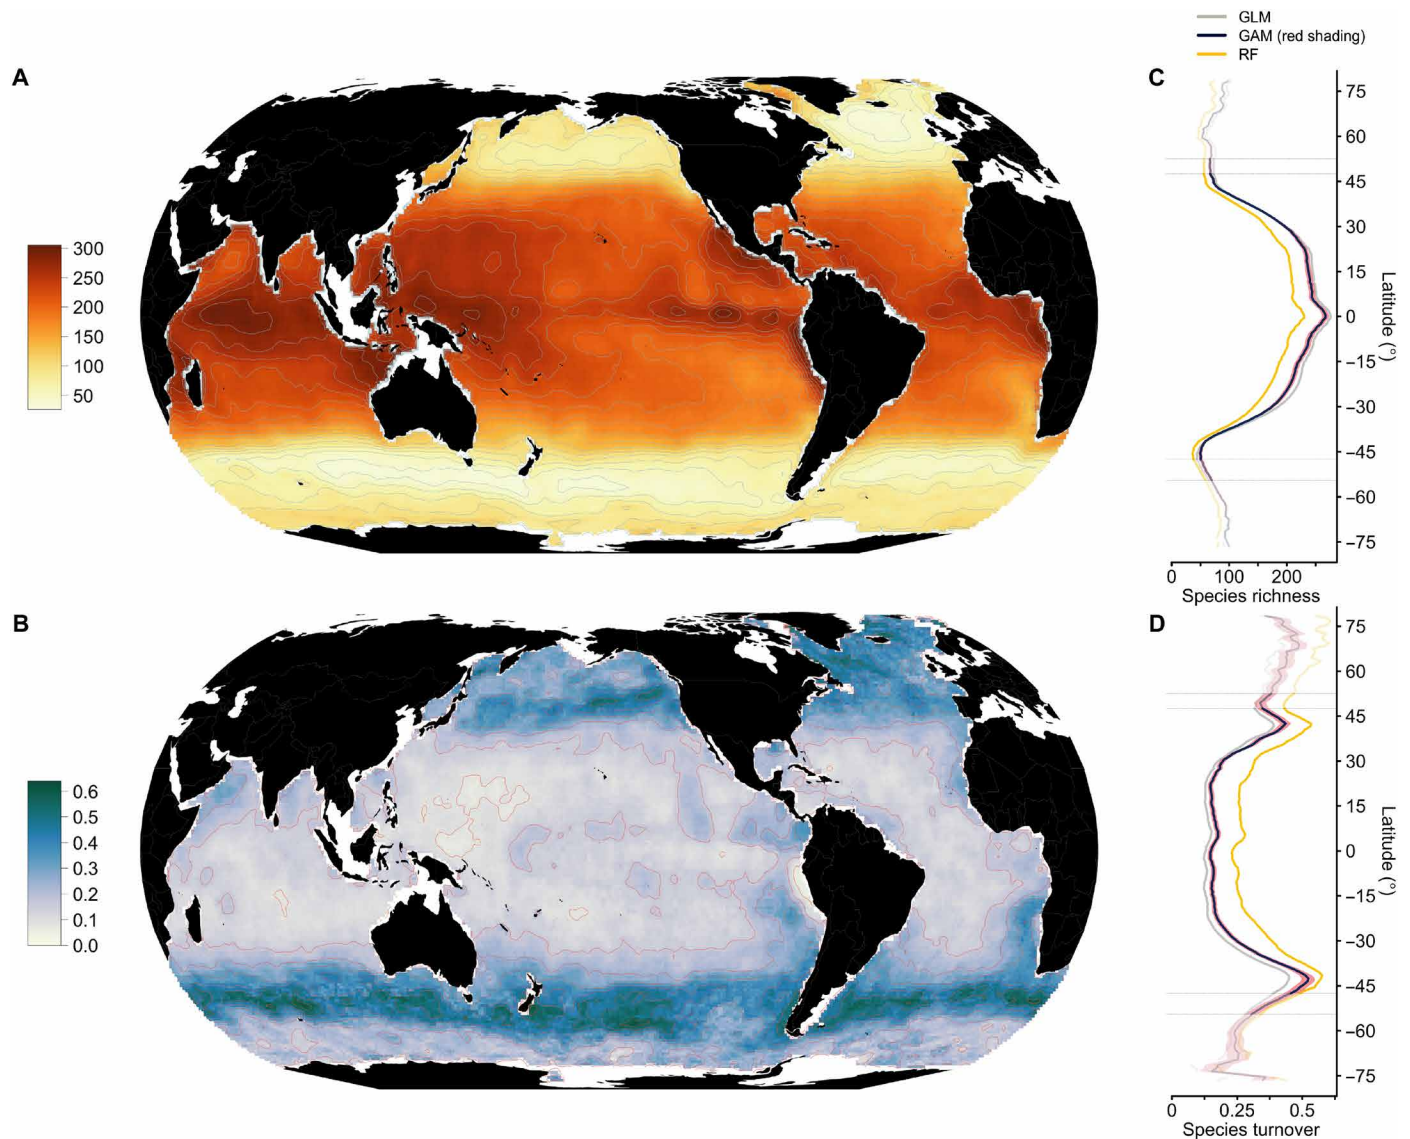 GLM
GAM (red shading)
RF
A
C
300
250
200
150
100
50
75
60
45
30
15
0
−15
−30
−45
−60
−75
Latitude (°)
0 100 200
Species richness
B
D
0.6
0.5
0.4
0.3
0.2
0.1
0.0
75
60
45
30
15
0
−15
−30
−45
−60
−75
Latitude (°)
0 0.25 0.5
Species turnover